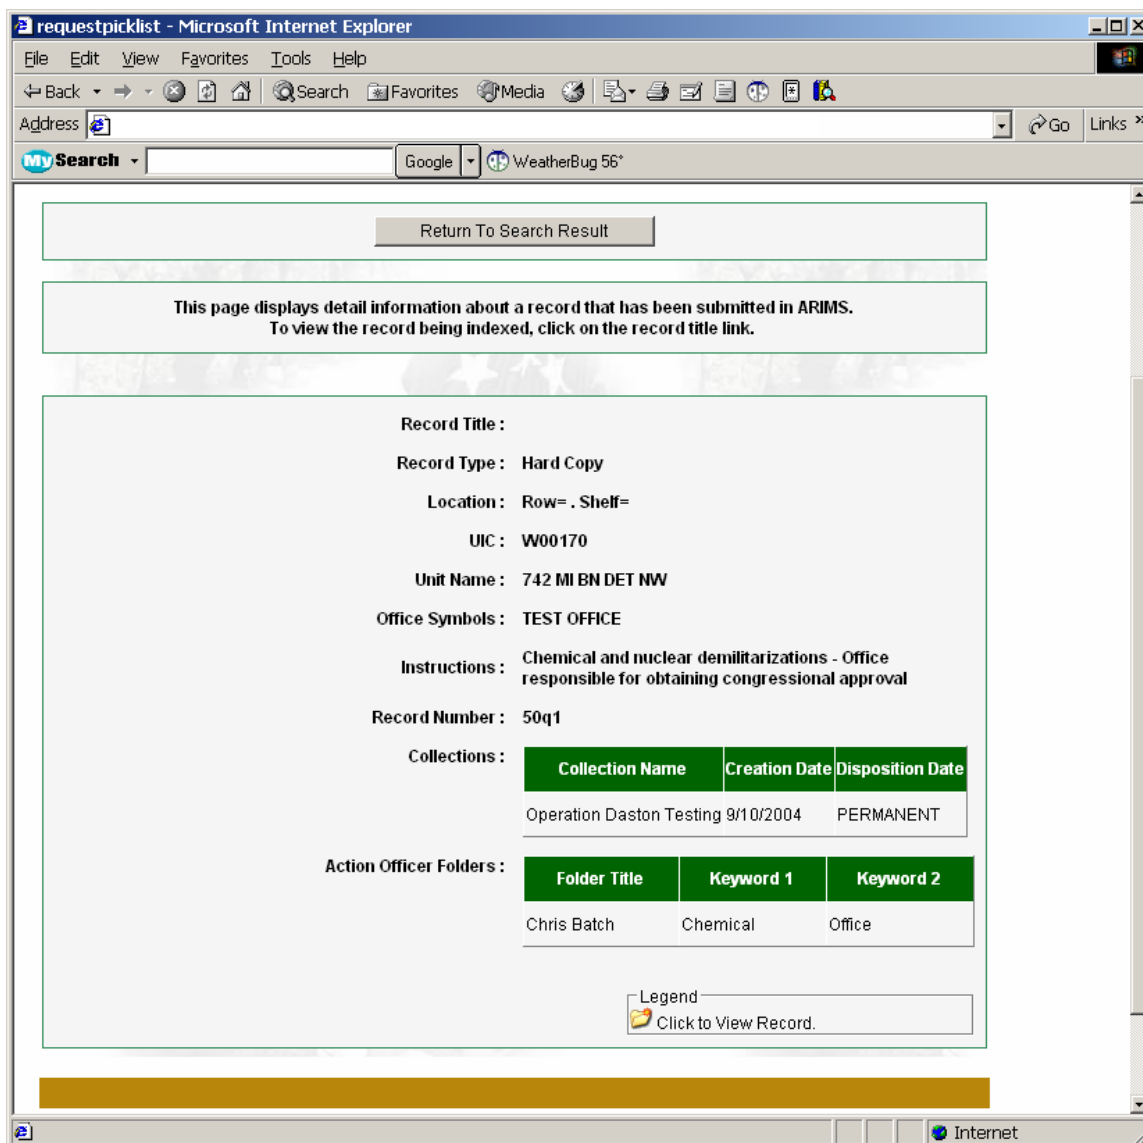 requestpicklist - Microsoft Internet Explorer
File Edit View Favorites Tools Help
Back Search Favorites Media
Address Go Links »
My Search Google WeatherBug 56°
Return To Search Result
This page displays detail information about a record that has been submitted in ARIMS.
To view the record being indexed, click on the record title link.
Record Title :
Record Type : Hard Copy
Location : Row= . Shelf=
UIC : W00170
Unit Name : 742 MI BN DET NW
Office Symbols : TEST OFFICE
Instructions : Chemical and nuclear demilitarizations - Office
responsible for obtaining congressional approval
Record Number : 50q1
Collections :
Collection Name Creation Date Disposition Date
Operation Daston Testing 9/10/2004 PERMANENT
Action Officer Folders :
Folder Title Keyword 1 Keyword 2
Chris Batch Chemical Office
Legend
Click to View Record.
Internet